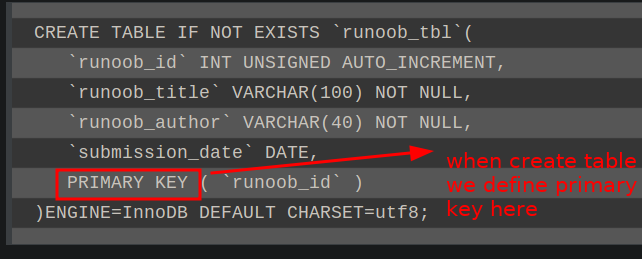 CREATE TABLE IF NOT EXISTS `runoob_tbl`(
`runoob_id` INT UNSIGNED AUTO_INCREMENT,
`runoob_title` VARCHAR(100) NOT NULL,
`runoob_author` VARCHAR(40) NOT NULL,
`submission_date` DATE,
PRIMARY KEY ( `runoob_id` )
)ENGINE=InnoDB DEFAULT CHARSET=utf8;
when create table
we define primary
key here